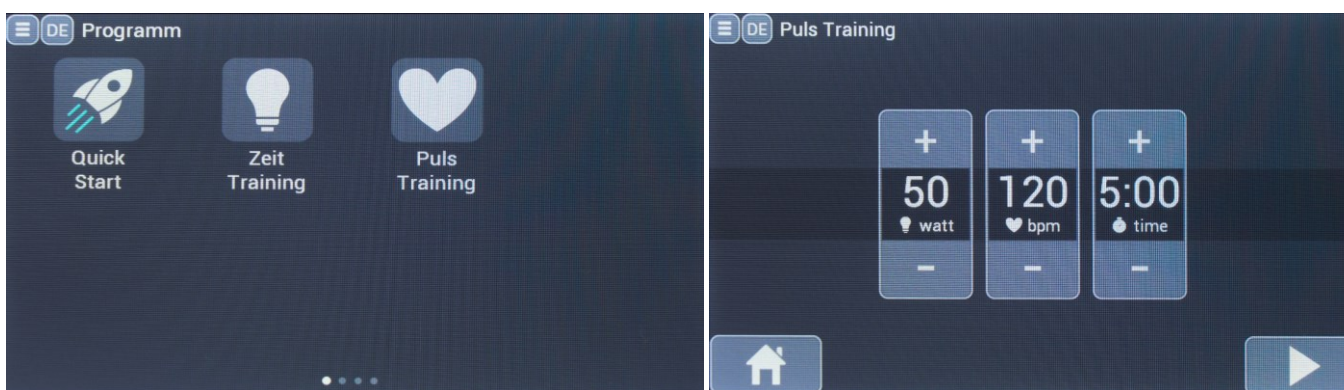 DE Programm
Quick
Start
Zeit
Training
Puls
Training
DE Puls Training
50
watt
120
bpm
5:00
time